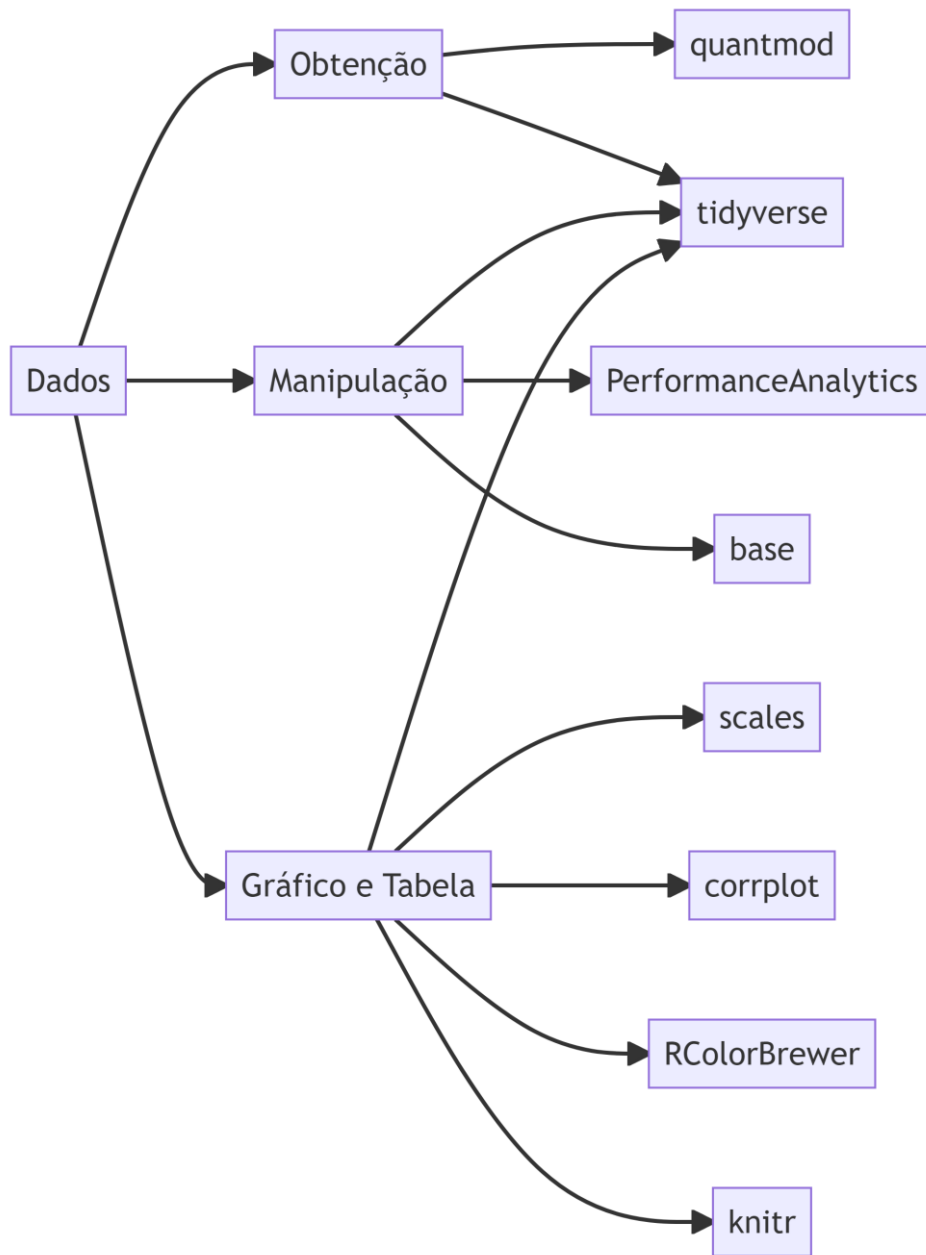 Dados
Obtenção
Manipulação
Gráfico e Tabela
quantmod
tidyverse
PerformanceAnalytics
base
scales
corrplot
RColorBrewer
knitr